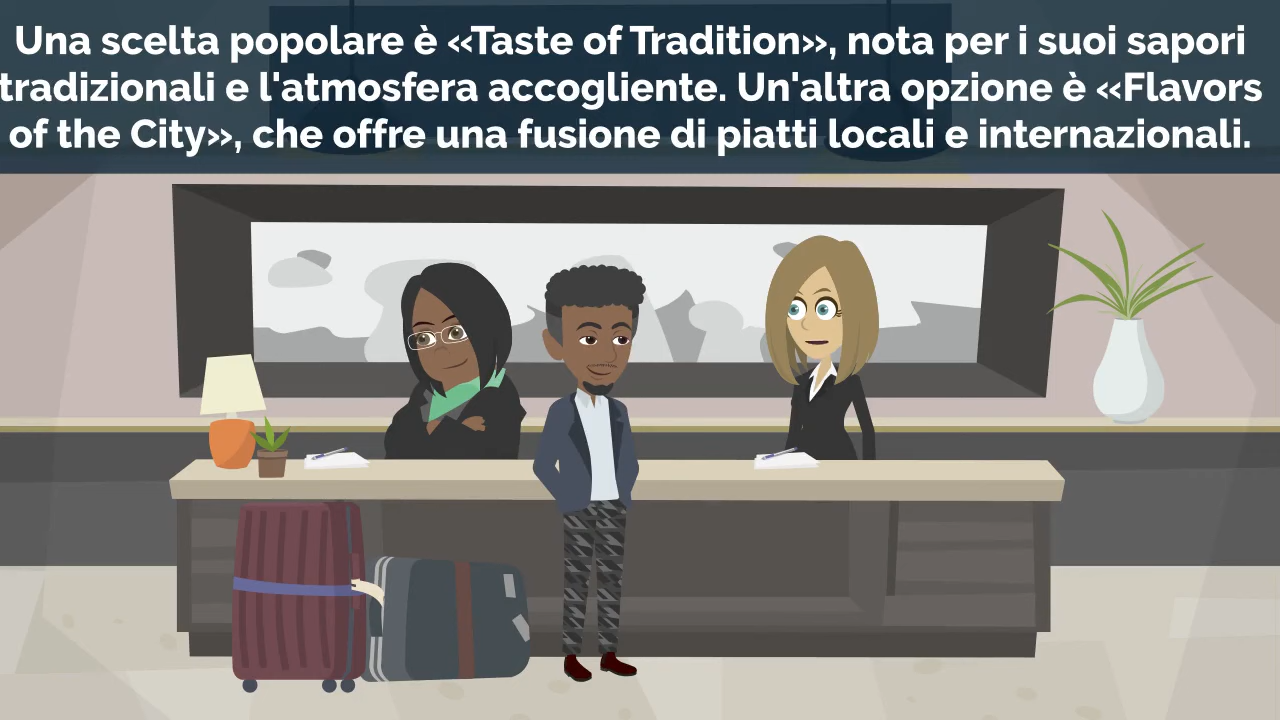 Una scelta popolare è «Taste of Tradition», nota per i suoi sapori
tradizionali e l'atmosfera accogliente. Un'altra opzione è «Flavors
of the City», che offre una fusione di piatti locali e internazionali.